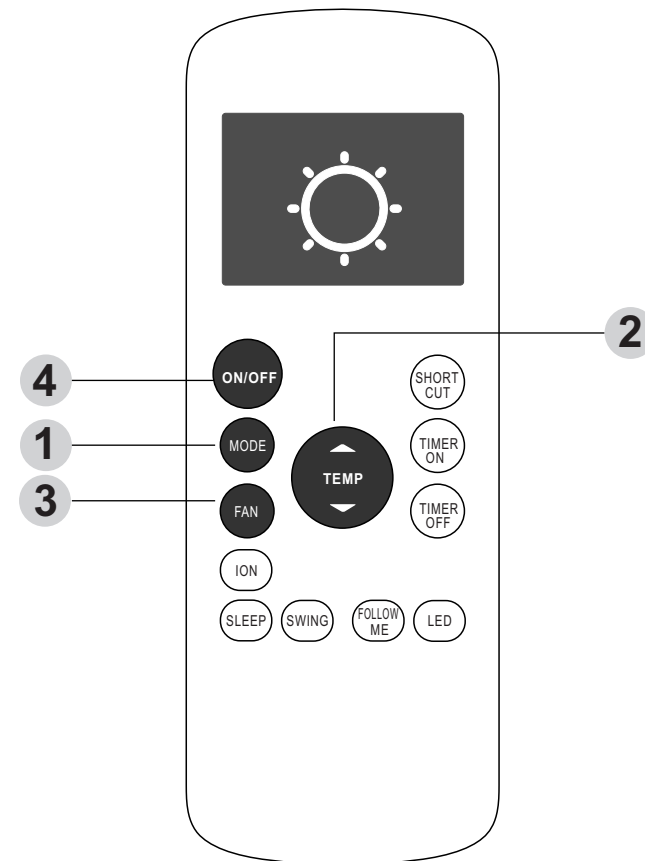 2
4
ON/OFF
SHORT
CUT
1
MODE
TEMP
TIMER
ON
3
FAN
TIMER
OFF
ION
SLEEP
SWING
FOLLOW
ME
LED